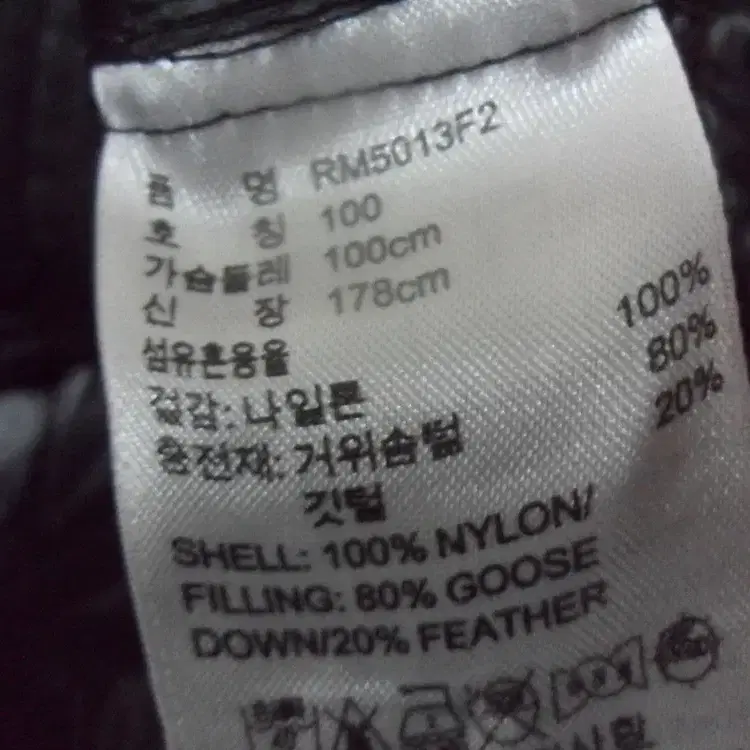 품 명 RM5013F2
호 칭 100
가슴둘레 100cm
신 장 178cm
섬유혼용율
겉감: 나일론 100%
충전재: 거위솜털 80%
깃털 20%
SHELL: 100% NYLON/
FILLING: 80% GOOSE
DOWN/20% FEATHER